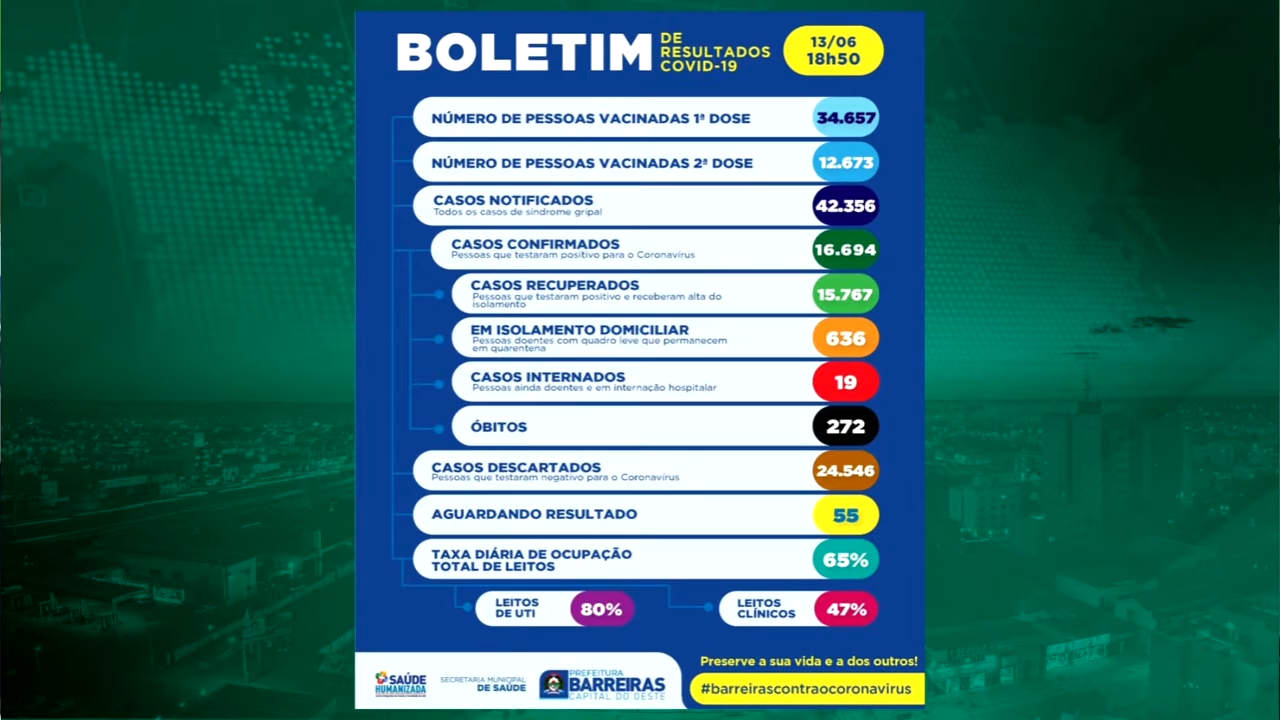 BOLETIM
DE
RESULTADOS
COVID-19
13/06
18h50
NÚMERO DE PESSOAS VACINADAS 1ª DOSE
34.657
NÚMERO DE PESSOAS VACINADAS 2ª DOSE
12.673
CASOS NOTIFICADOS
Todos os casos de síndrome gripal
42.356
CASOS CONFIRMADOS
Pessoas que testaram positivo para o Coronavírus
16.694
CASOS RECUPERADOS
Pessoas que testaram positivo e receberam alta do
isolamento
15.767
EM ISOLAMENTO DOMICILIAR
Pessoas doentes com quadro leve que permanecem
em quarentena
636
CASOS INTERNADOS
Pessoas ainda doentes e em internação hospitalar
19
ÓBITOS
272
CASOS DESCARTADOS
Pessoas que testaram negativo para o Coronavírus
24.546
AGUARDANDO RESULTADO
55
TAXA DIÁRIA DE OCUPAÇÃO
TOTAL DE LEITOS
65%
LEITOS
DE UTI
80%
LEITOS
CLÍNICOS
47%
SAÚDE
HUMANIZADA
SECRETARIA MUNICIPAL
DE SAÚDE
PREFEITURA
BARREIRAS
CAPITAL DO OESTE
Preserve a sua vida e a dos outros!
#barreirascontraocoronavirus